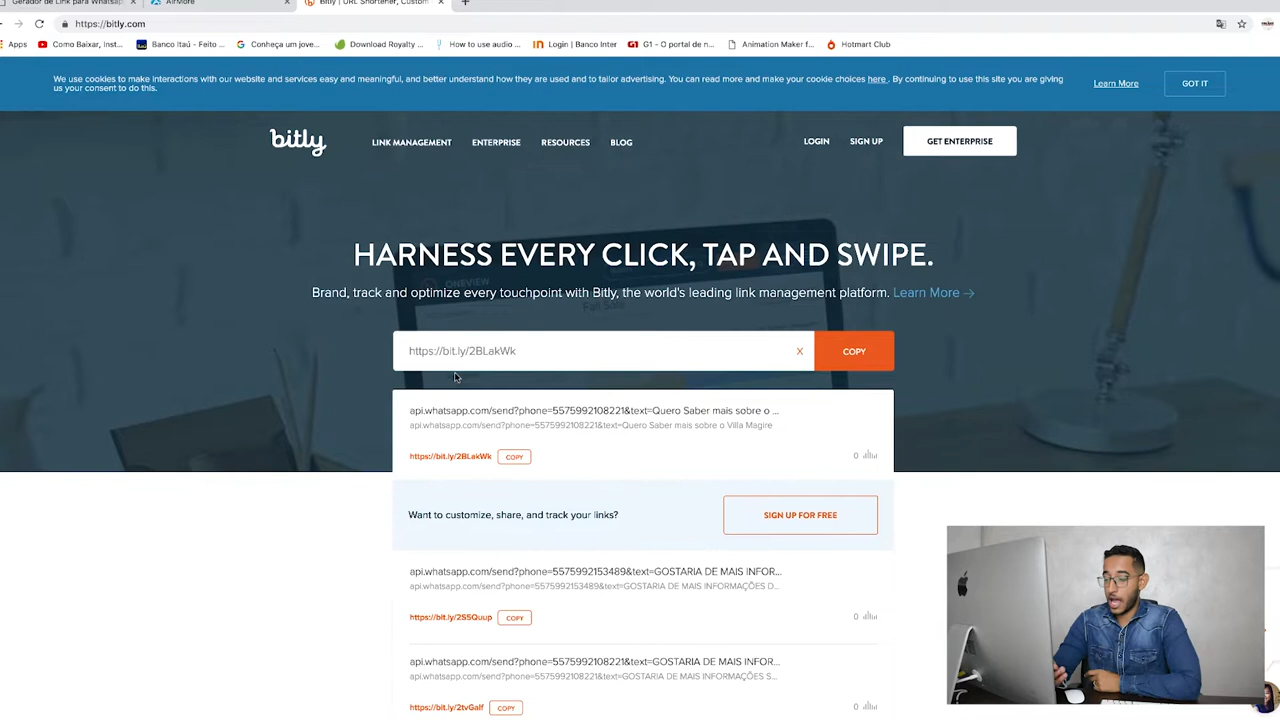 Gerador de Link para Whatsap
AirMore
Bitly | URL Shortener, Custom
https://bitly.com
Apps
Como Baixar, Inst...
Banco Itaú - Feito ...
Conheça um jove...
Download Royalty ...
How to use audio ...
Login | Banco Inter
G1 - O portal de n...
Animation Maker f...
Hotmart Club
We use cookies to make interactions with our website and services easy and meaningful, and better understand how they are used and to tailor advertising. You can read more and make your cookie choices here . By continuing to use this site you are giving
us your consent to do this.
Learn More
GOT IT
bitly
LINK MANAGEMENT
ENTERPRISE
RESOURCES
BLOG
LOGIN
SIGN UP
GET ENTERPRISE
HARNESS EVERY CLICK, TAP AND SWIPE.
Brand, track and optimize every touchpoint with Bitly, the world's leading link management platform. Learn More →
https://bit.ly/2BLakWk
X
COPY
api.whatsapp.com/send?phone=5575992108221&text=Quero Saber mais sobre o ...
api.whatsapp.com/send?phone=5575992108221&text=Quero Saber mais sobre o Villa Magire
https://bit.ly/2BLakWk
COPY
0
Want to customize, share, and track your links?
SIGN UP FOR FREE
api.whatsapp.com/send?phone=5575992153489&text=GOSTARIA DE MAIS INFOR...
api.whatsapp.com/send?phone=5575992153489&text=GOSTARIA DE MAIS INFORMAÇÕES D...
https://bit.ly/2S5Quup
COPY
0
api.whatsapp.com/send?phone=5575992108221&text=GOSTARIA DE MAIS INFOR...
api.whatsapp.com/send?phone=5575992108221&text=GOSTARIA DE MAIS INFORMAÇÕES S...
https://bit.ly/2tvGaIf
COPY
0